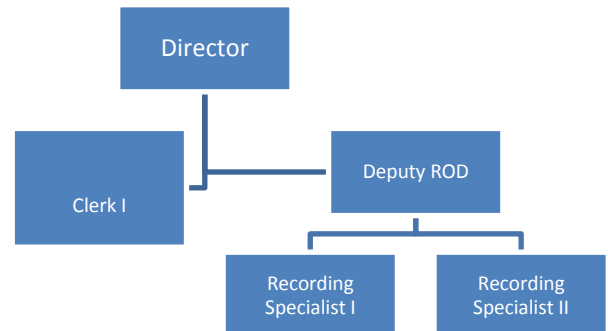 Director
Clerk I
Deputy ROD
Recording
Specialist I
Recording
Specialist II